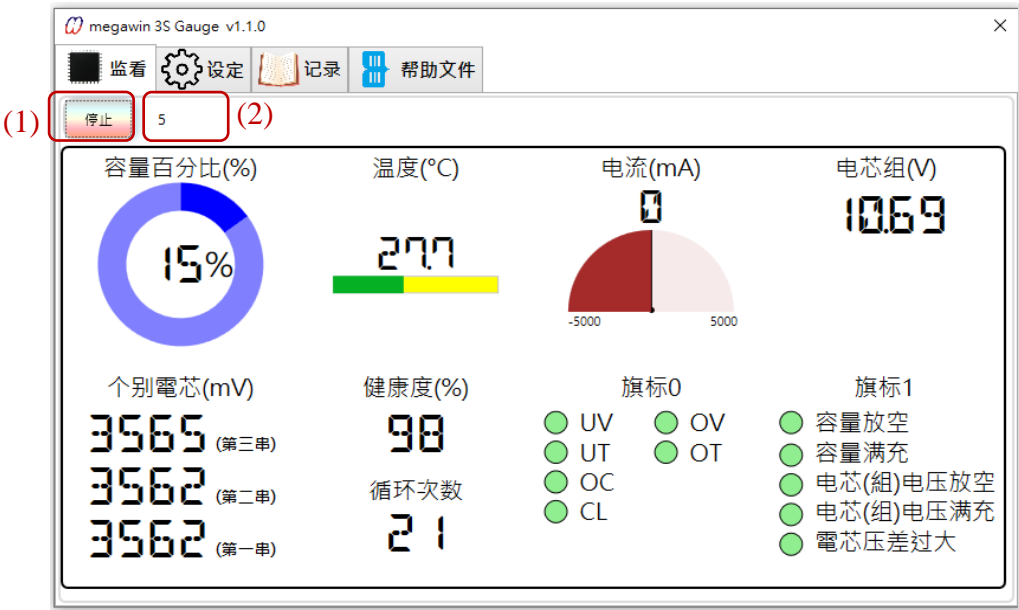 megawin 3S Gauge v1.1.0
监看 设定 记录 帮助文件
(1) 停止 5 (2)
容量百分比(%) 温度(°C) 电流(mA) 电芯组(V)
0 10.69
15% 27.7
-5000 5000
个别電芯(mV) 健康度(%) 旗标0 旗标1
3565 (第三串) 98 UV OV 容量放空
UT OT 容量满充
3562 (第二串) 循环次数 OC 电芯(組)电压放空
CL 电芯(组)电压满充
3562 (第一串) 21 電芯压差过大